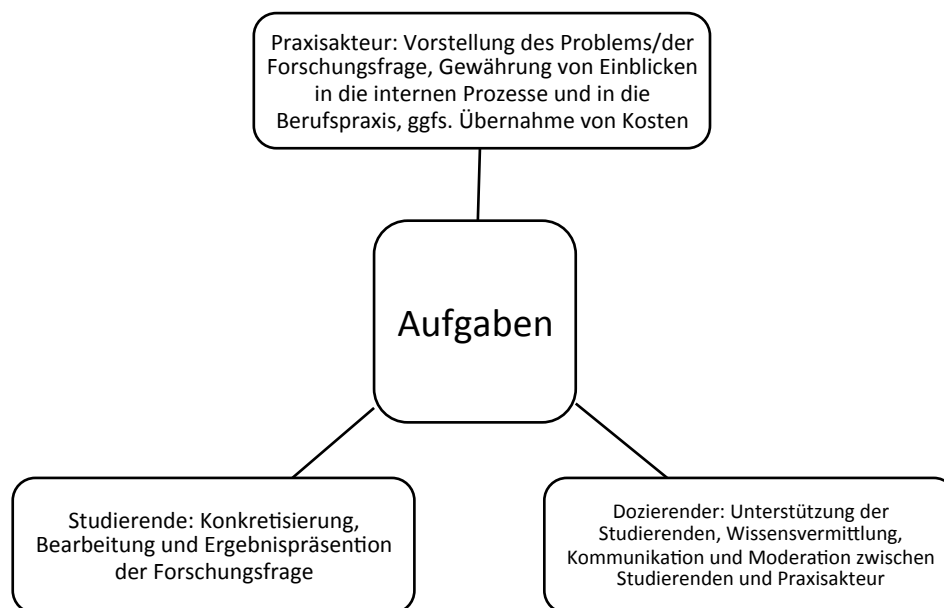 Praxisakteur: Vorstellung des Problems/der
Forschungsfrage, Gewährung von Einblicken
in die internen Prozesse und in die
Berufspraxis, ggfs. Übernahme von Kosten
Aufgaben
Studierende: Konkretisierung,
Bearbeitung und Ergebnispräsention
der Forschungsfrage
Dozierender: Unterstützung der
Studierenden, Wissensvermittlung,
Kommunikation und Moderation zwischen
Studierenden und Praxisakteur